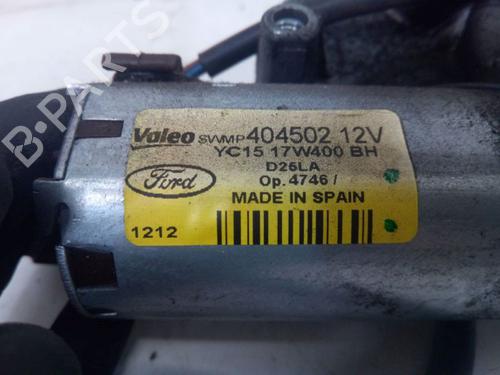 B-PARTS
Valeo SWMP 404502 12V
YC15 17W400 BH
D26LA
Ford
Op. 4746 /
MADE IN SPAIN
1212